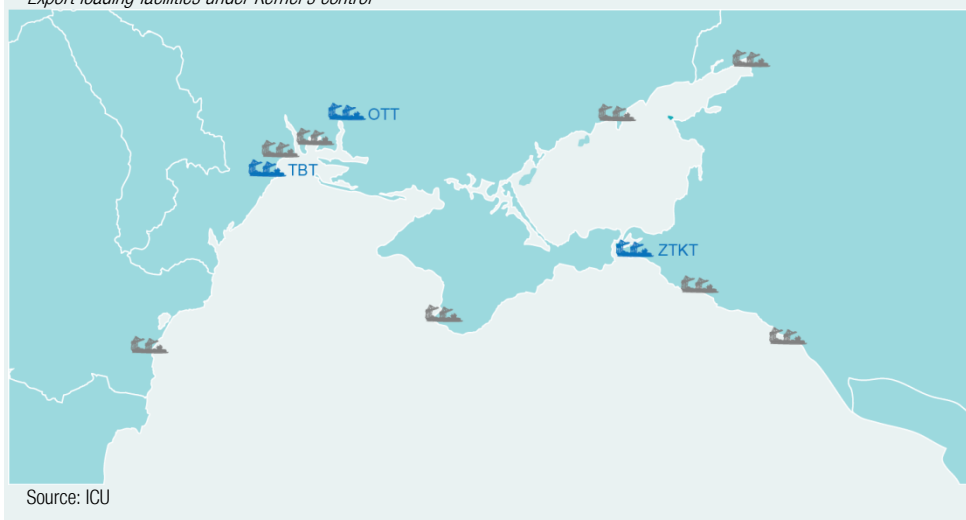 Export loading facilities under Kernel's control
OTT
TBT
ZTKT
Source: ICU